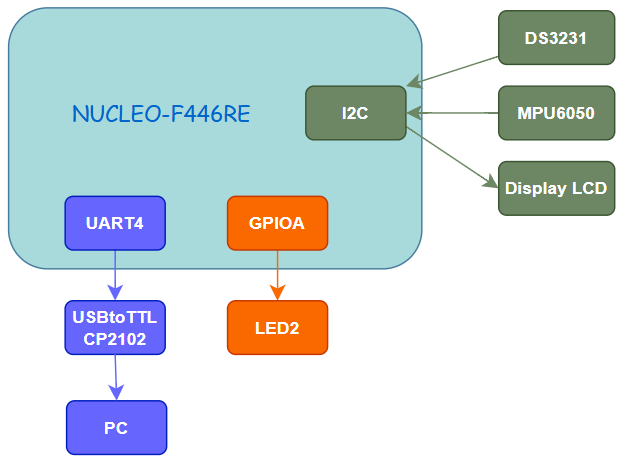 DS3231
NUCLEO-F446RE
I2C
MPU6050
Display LCD
UART4
GPIOA
USBtoTTL
CP2102
LED2
PC